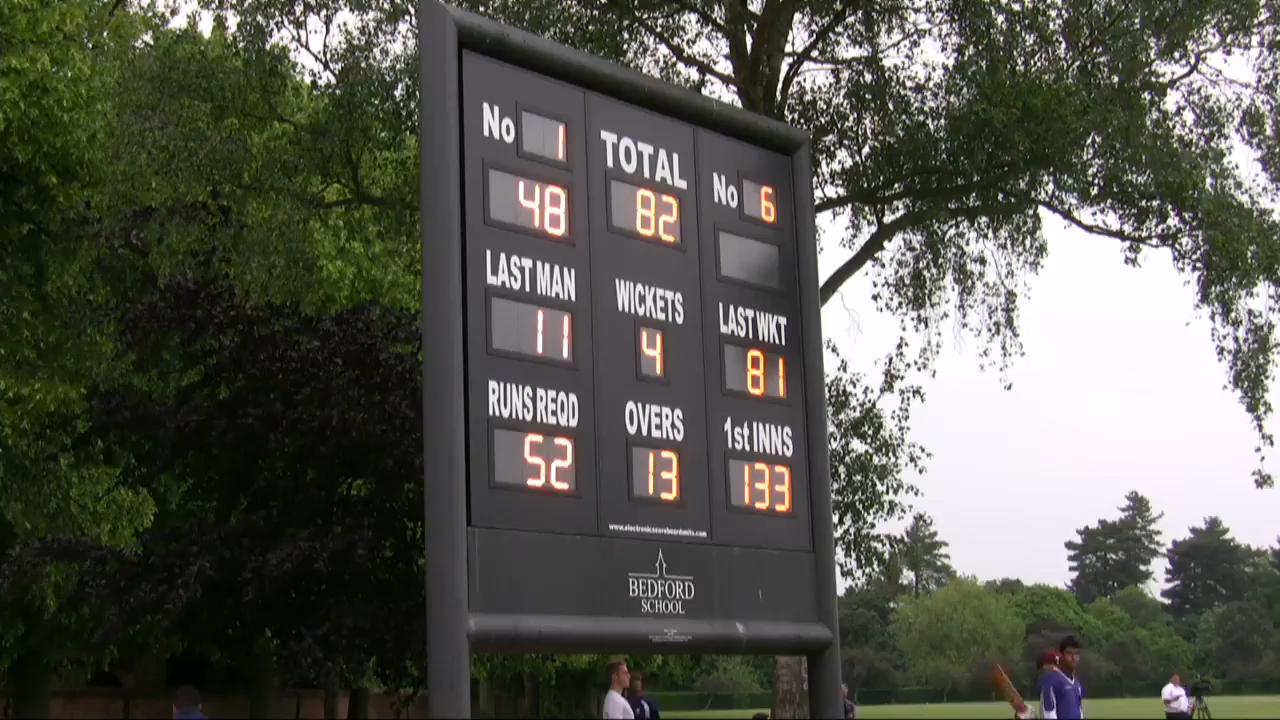 No 1
48
LAST MAN
11
RUNS REQD
52
TOTAL
82
WICKETS
4
OVERS
13
No 6
LAST WKT
81
1st INNS
133
www.electronicscoreboards.com
BEDFORD
SCHOOL